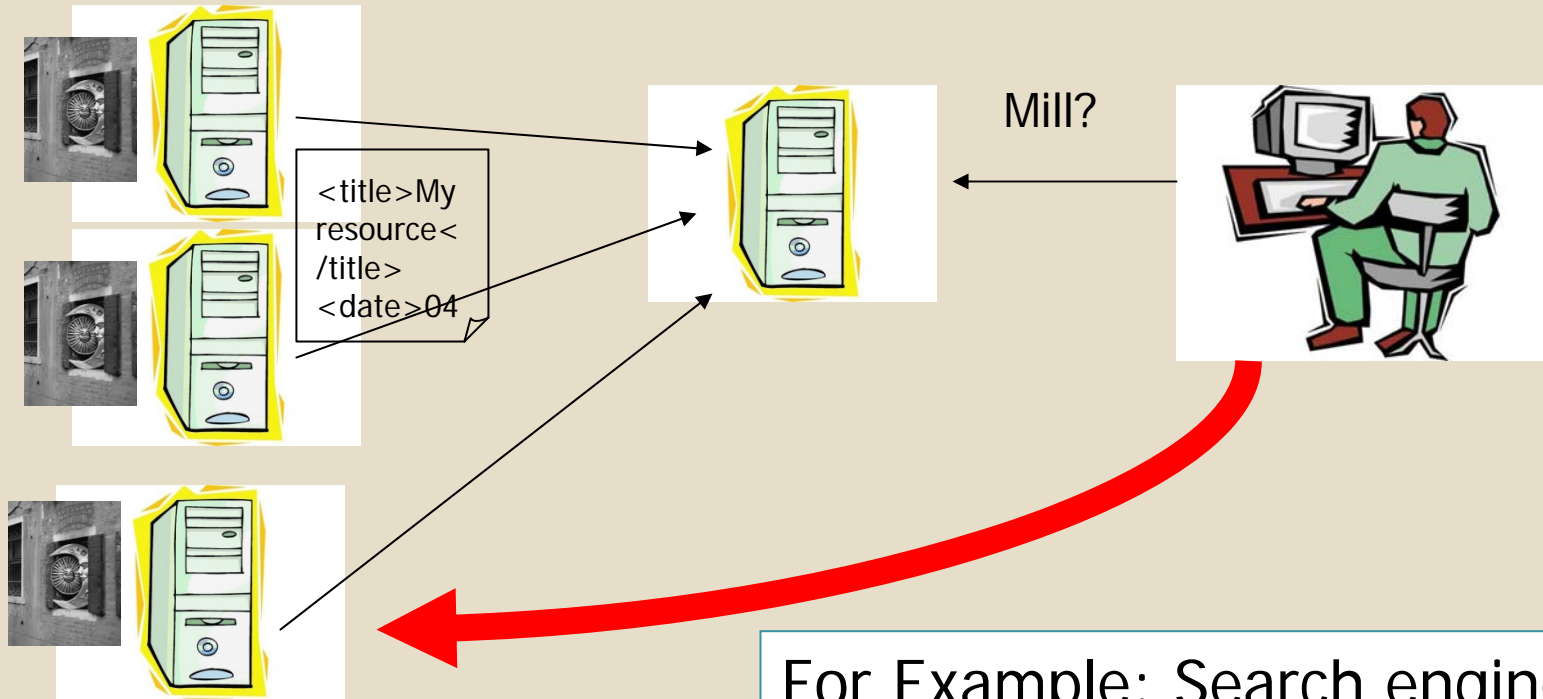 Mill?
<title>My
resource<
/title>
<date>04
For Example: Search engin